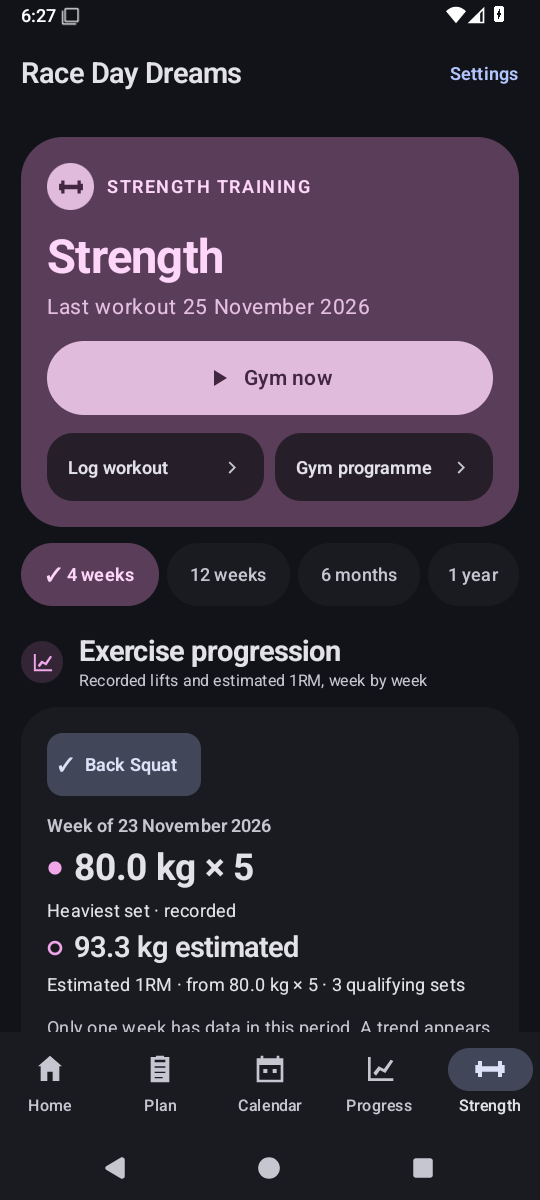 6:27
Race Day Dreams
Settings
STRENGTH TRAINING
Strength
Last workout 25 November 2026
Gym now
Log workout
Gym programme
✓ 4 weeks
12 weeks
6 months
1 year
Exercise progression
Recorded lifts and estimated 1RM, week by week
✓ Back Squat
Week of 23 November 2026
80.0 kg × 5
Heaviest set · recorded
93.3 kg estimated
Estimated 1RM · from 80.0 kg × 5 · 3 qualifying sets
Only one week has data in this period. A trend appears
Home
Plan
Calendar
Progress
Strength